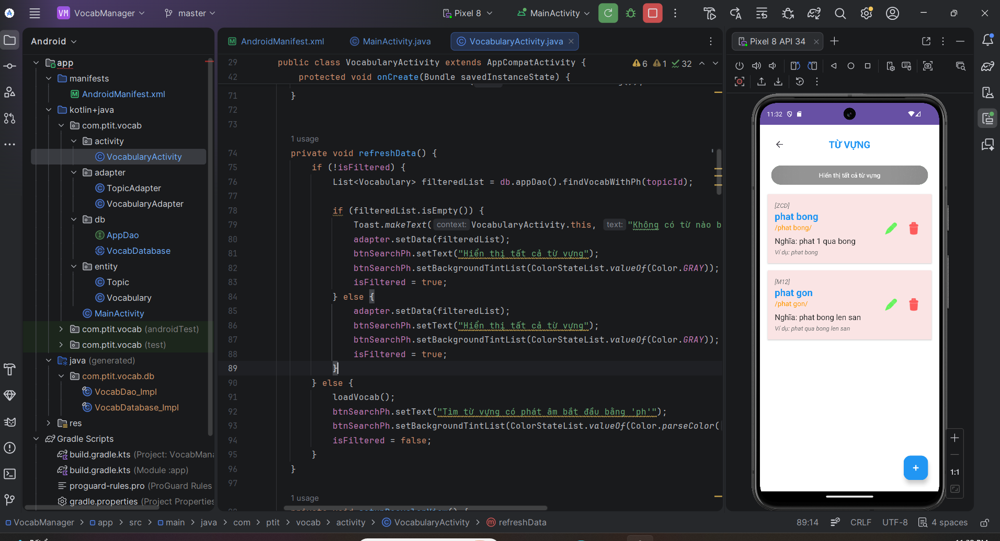 VM VocabManager master Pixel 8 MainActivity
Android
app
manifests
AndroidManifest.xml
kotlin+java
com.ptit.vocab
activity
VocabularyActivity
adapter
TopicAdapter
VocabularyAdapter
db
AppDao
VocabDatabase
entity
Topic
Vocabulary
MainActivity
com.ptit.vocab (androidTest)
com.ptit.vocab (test)
java (generated)
com.ptit.vocab.db
VocabDao_Impl
VocabDatabase_Impl
res
Gradle Scripts
build.gradle.kts (Project: VocabMana
build.gradle.kts (Module :app)
proguard-rules.pro (ProGuard Rules
gradle.properties (Project Properties
AndroidManifest.xml MainActivity.java VocabularyActivity.java
29 public class VocabularyActivity extends AppCompatActivity { 6 1 32
42 protected void onCreate(Bundle savedInstanceState) {
71 }
72
73
1 usage
74 private void refreshData() {
75 if (!isFiltered) {
76 List<Vocabulary> filteredList = db.appDao().findVocabWithPh(topicId);
77
78 if (filteredList.isEmpty()) {
79 Toast.makeText( context: VocabularyActivity.this, text: "Không có từ nào b
80 adapter.setData(filteredList);
81 btnSearchPh.setText("Hiển thị tất cả từ vựng");
82 btnSearchPh.setBackgroundTintList(ColorStateList.valueOf(Color.GRAY));
83 isFiltered = true;
84 } else {
85 adapter.setData(filteredList);
86 btnSearchPh.setText("Hiển thị tất cả từ vựng");
87 btnSearchPh.setBackgroundTintList(ColorStateList.valueOf(Color.GRAY));
88 isFiltered = true;
89 }
90 } else {
91 loadVocab();
92 btnSearchPh.setText("Tìm từ vựng có phát âm bắt đầu bằng 'ph'");
93 btnSearchPh.setBackgroundTintList(ColorStateList.valueOf(Color.parseColor(
94 isFiltered = false;
95 }
96 }
97
1 usage
Pixel 8 API 34
11:32
TỪ VỰNG
Hiển thị tất cả từ vựng
[ZCD]
phat bong
/phat bong/
Nghĩa: phat 1 qua bong
Ví dụ: phat bong
[M12]
phat gon
/phat gon/
Nghĩa: phat bong len san
Ví dụ: phat qua bong len san
+
1:1
VocabManager > app > src > main > java > com > ptit > vocab > activity > VocabularyActivity > refreshData
89:14 CRLF UTF-8 4 spaces